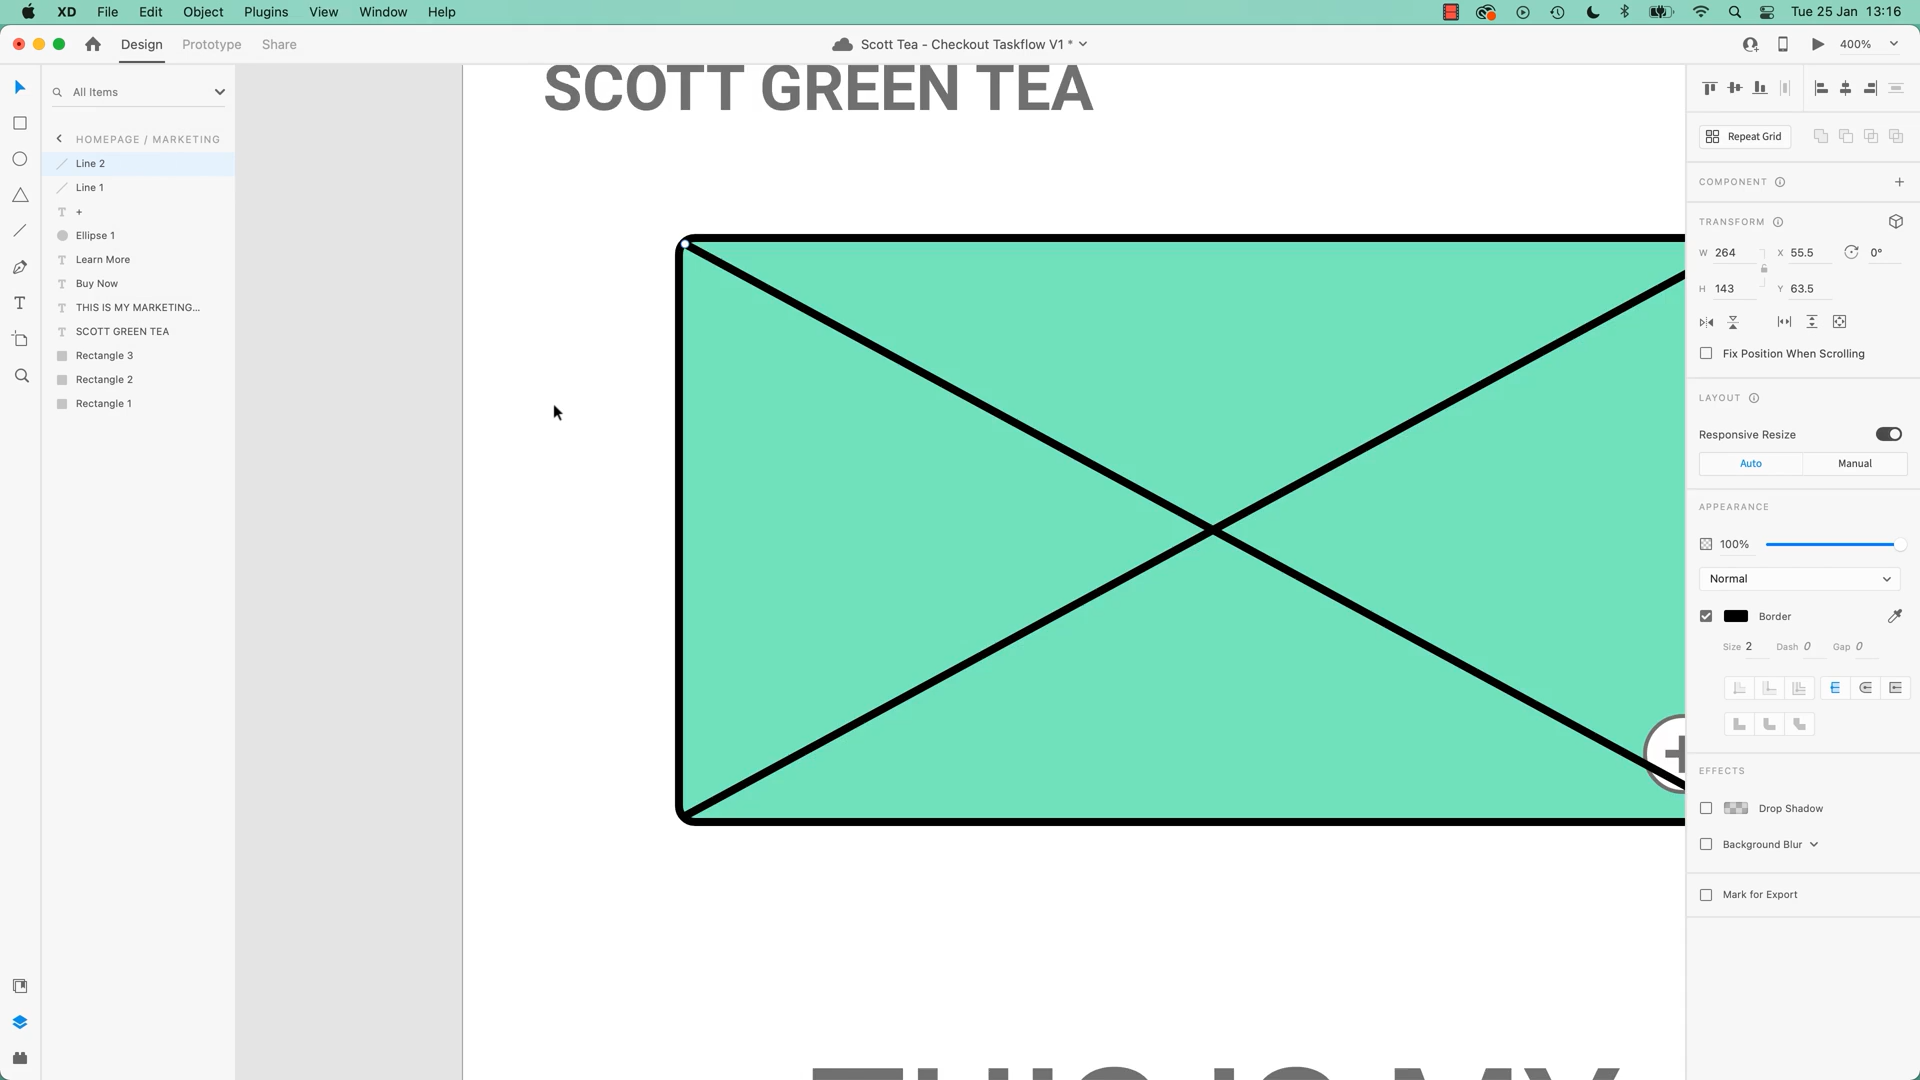 XD File Edit Object Plugins View Window Help
Tue 25 Jan 13:16
Design Prototype Share
Scott Tea - Checkout Taskflow V1 *
400%
All Items
HOMEPAGE / MARKETING
Line 2
Line 1
+
Ellipse 1
Learn More
Buy Now
THIS IS MY MARKETING...
SCOTT GREEN TEA
Rectangle 3
Rectangle 2
Rectangle 1
SCOTT GREEN TEA
+
THIS IS MY
Repeat Grid
COMPONENT
TRANSFORM
W 264 X 55.5 0°
H 143 Y 63.5
Fix Position When Scrolling
LAYOUT
Responsive Resize
Auto Manual
APPEARANCE
100%
Normal
Border
Size 2 Dash 0 Gap 0
EFFECTS
Drop Shadow
Background Blur
Mark for Export